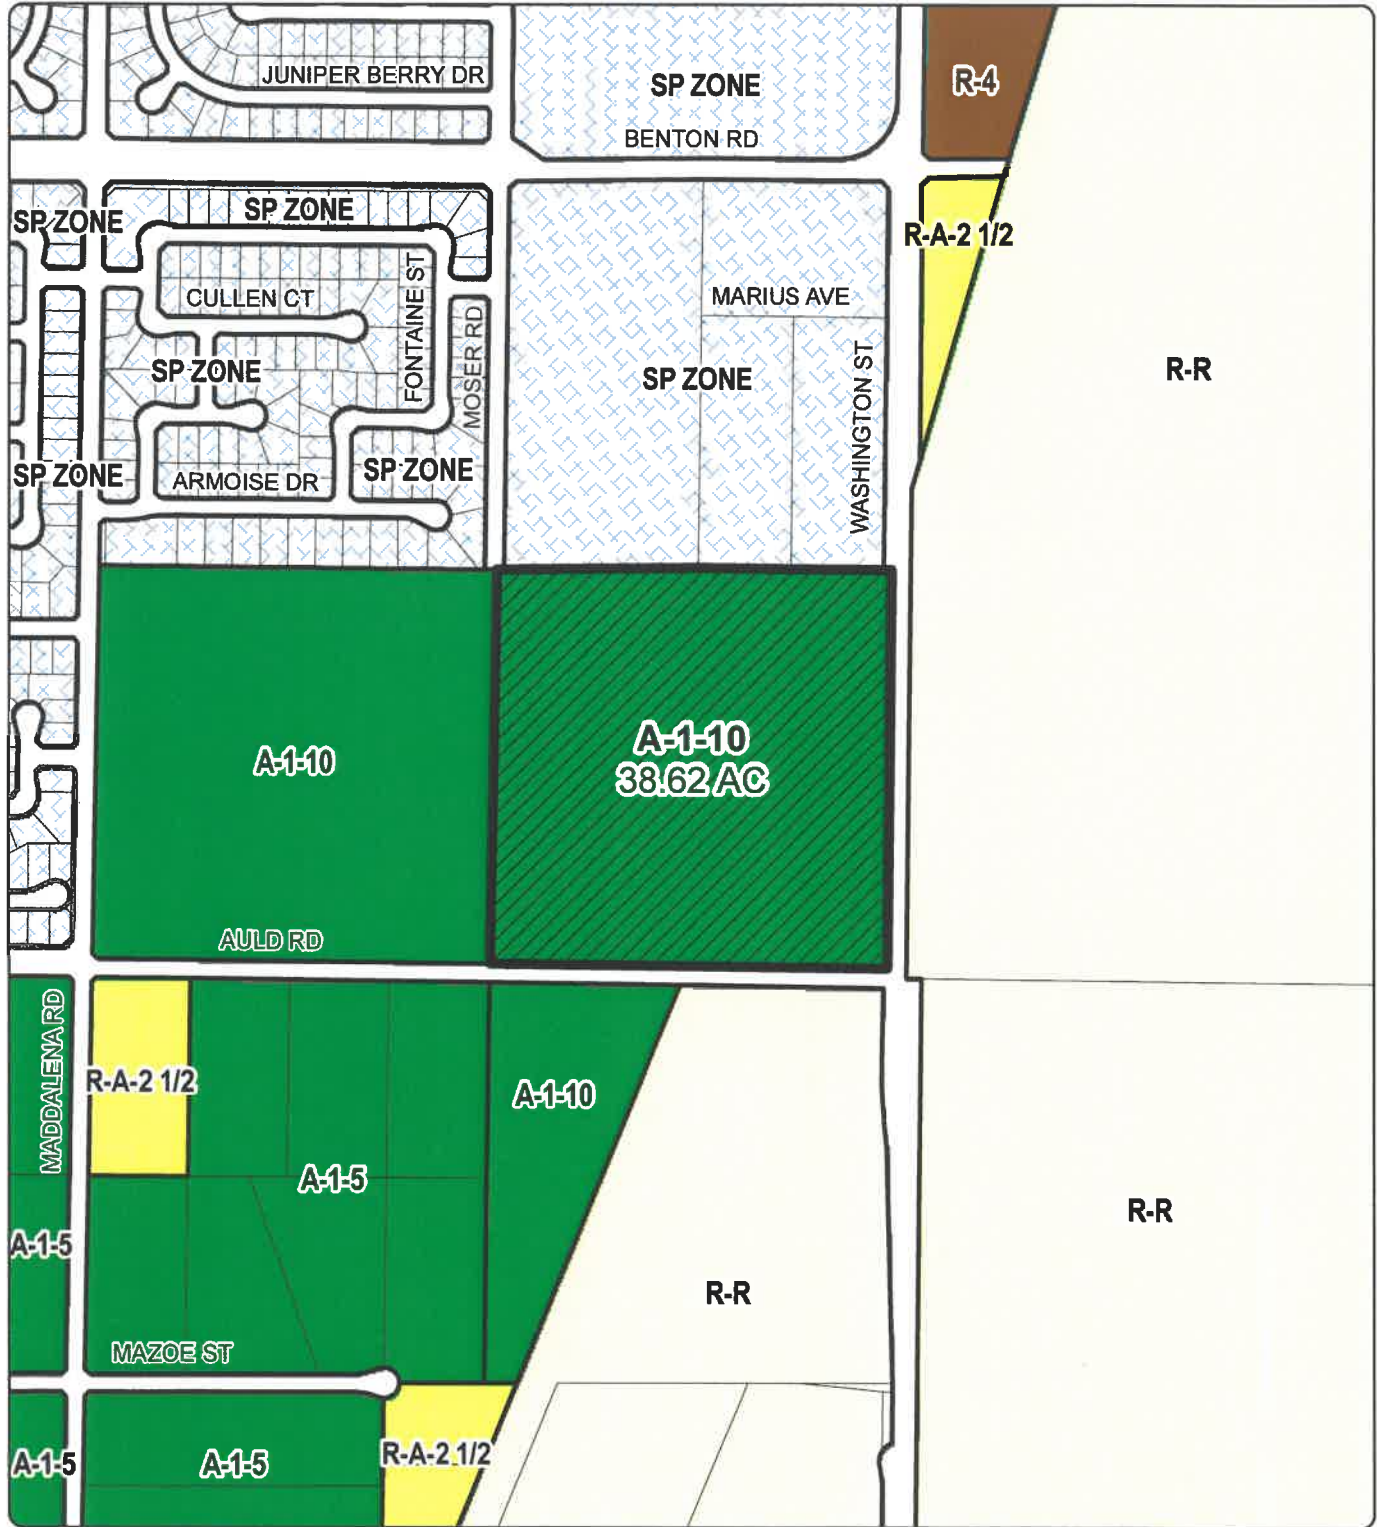 JUNIPER BERRY DR
SP ZONE
R-4
BENTON RD
SP ZONE
SP ZONE
R-A-2 1/2
CULLEN CT
FONTAINE ST
MOSER RD
MARIUS AVE
SP ZONE
SP ZONE
WASHINGTON ST
R-R
SP ZONE
ARMOISE DR
SP ZONE
A-1-10
A-1-10
38.62 AC
AULD RD
MADDALENA RD
R-A-2 1/2
A-1-10
A-1-5
A-1-5
R-R
R-R
MAZOE ST
A-1-5
A-1-5
R-A-2 1/2